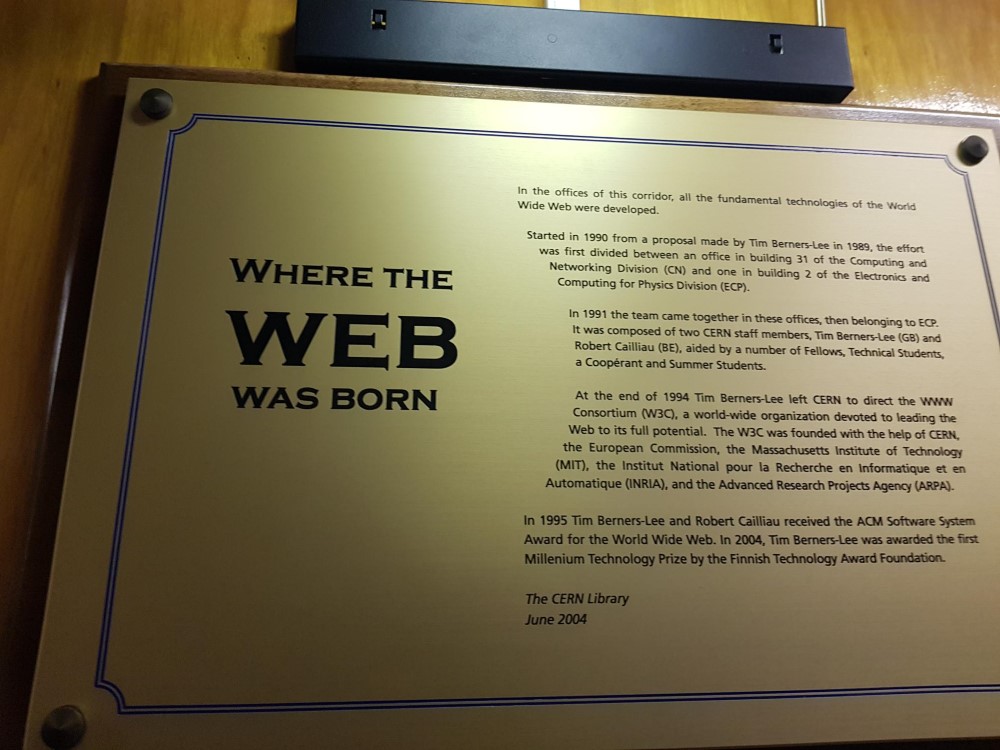 WHERE THE
WEB
WAS BORN
In the offices of this corridor, all the fundamental technologies of the World
Wide Web were developed.
Started in 1990 from a proposal made by Tim Berners-Lee in 1989, the effort
was first divided between an office in building 31 of the Computing and
Networking Division (CN) and one in building 2 of the Electronics and
Computing for Physics Division (ECP).
In 1991 the team came together in these offices, then belonging to ECP.
It was composed of two CERN staff members, Tim Berners-Lee (GB) and
Robert Cailliau (BE), aided by a number of Fellows, Technical Students,
a Coopérant and Summer Students.
At the end of 1994 Tim Berners-Lee left CERN to direct the WWW
Consortium (W3C), a world-wide organization devoted to leading the
Web to its full potential. The W3C was founded with the help of CERN,
the European Commission, the Massachusetts Institute of Technology
(MIT), the Institut National pour la Recherche en Informatique et en
Automatique (INRIA), and the Advanced Research Projects Agency (ARPA).
In 1995 Tim Berners-Lee and Robert Cailliau received the ACM Software System
Award for the World Wide Web. In 2004, Tim Berners-Lee was awarded the first
Millenium Technology Prize by the Finnish Technology Award Foundation.
The CERN Library
June 2004